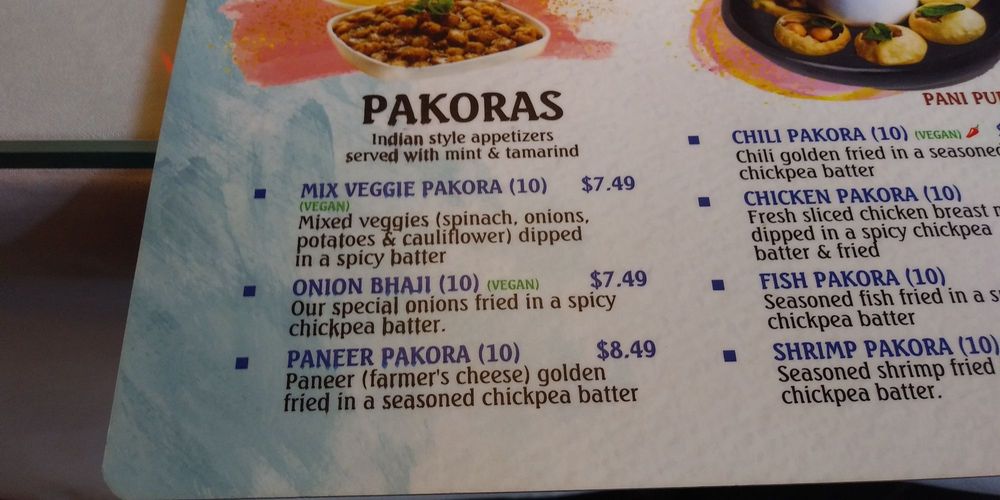 PAKORAS
Indian style appetizers
served with mint & tamarind
MIX VEGGIE PAKORA (10) $7.49
(VEGAN)
Mixed veggies (spinach, onions,
potatoes & cauliflower) dipped
in a spicy batter
ONION BHAJI (10) (VEGAN) $7.49
Our special onions fried in a spicy
chickpea batter.
PANEER PAKORA (10) $8.49
Paneer (farmer's cheese) golden
fried in a seasoned chickpea batter
PANI
CHILI PAKORA (10) (VEGAN)
Chili golden fried in a seasoned
chickpea batter
CHICKEN PAKORA (10)
Fresh sliced chicken breast
dipped in a spicy chickpea
batter & fried
FISH PAKORA (10)
Seasoned fish fried in a
chickpea batter
SHRIMP PAKORA (10)
Seasoned shrimp fried
chickpea batter.